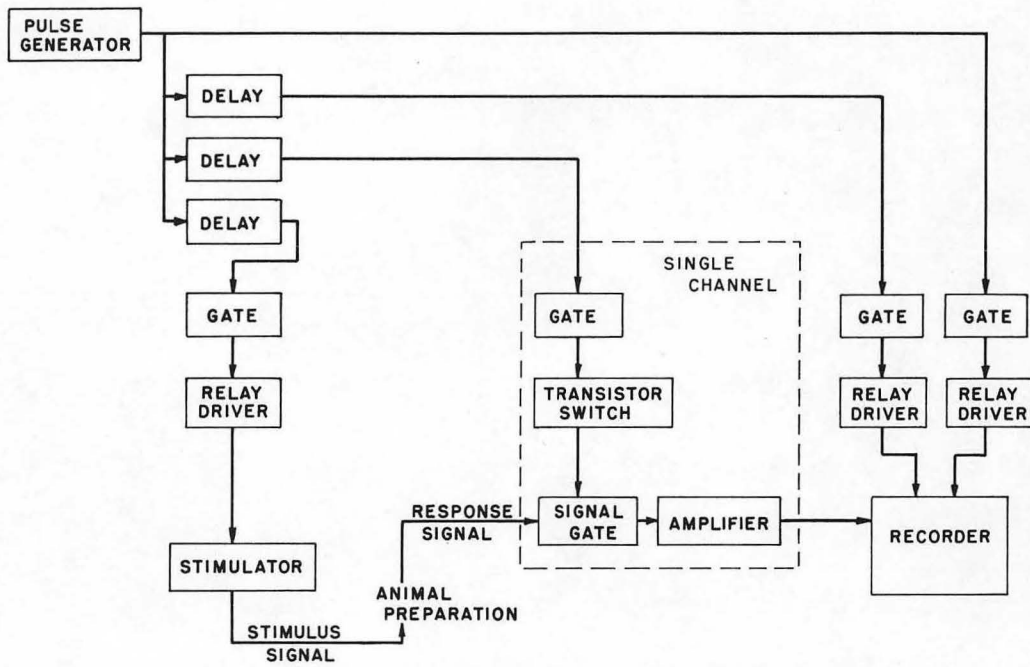 PULSE
GENERATOR
DELAY
DELAY
DELAY
SINGLE
CHANNEL
GATE
GATE
GATE
GATE
RELAY
DRIVER
TRANSISTOR
SWITCH
RELAY
DRIVER
RELAY
DRIVER
RESPONSE
SIGNAL
SIGNAL
GATE
AMPLIFIER
RECORDER
STIMULATOR
ANIMAL
PREPARATION
STIMULUS
SIGNAL